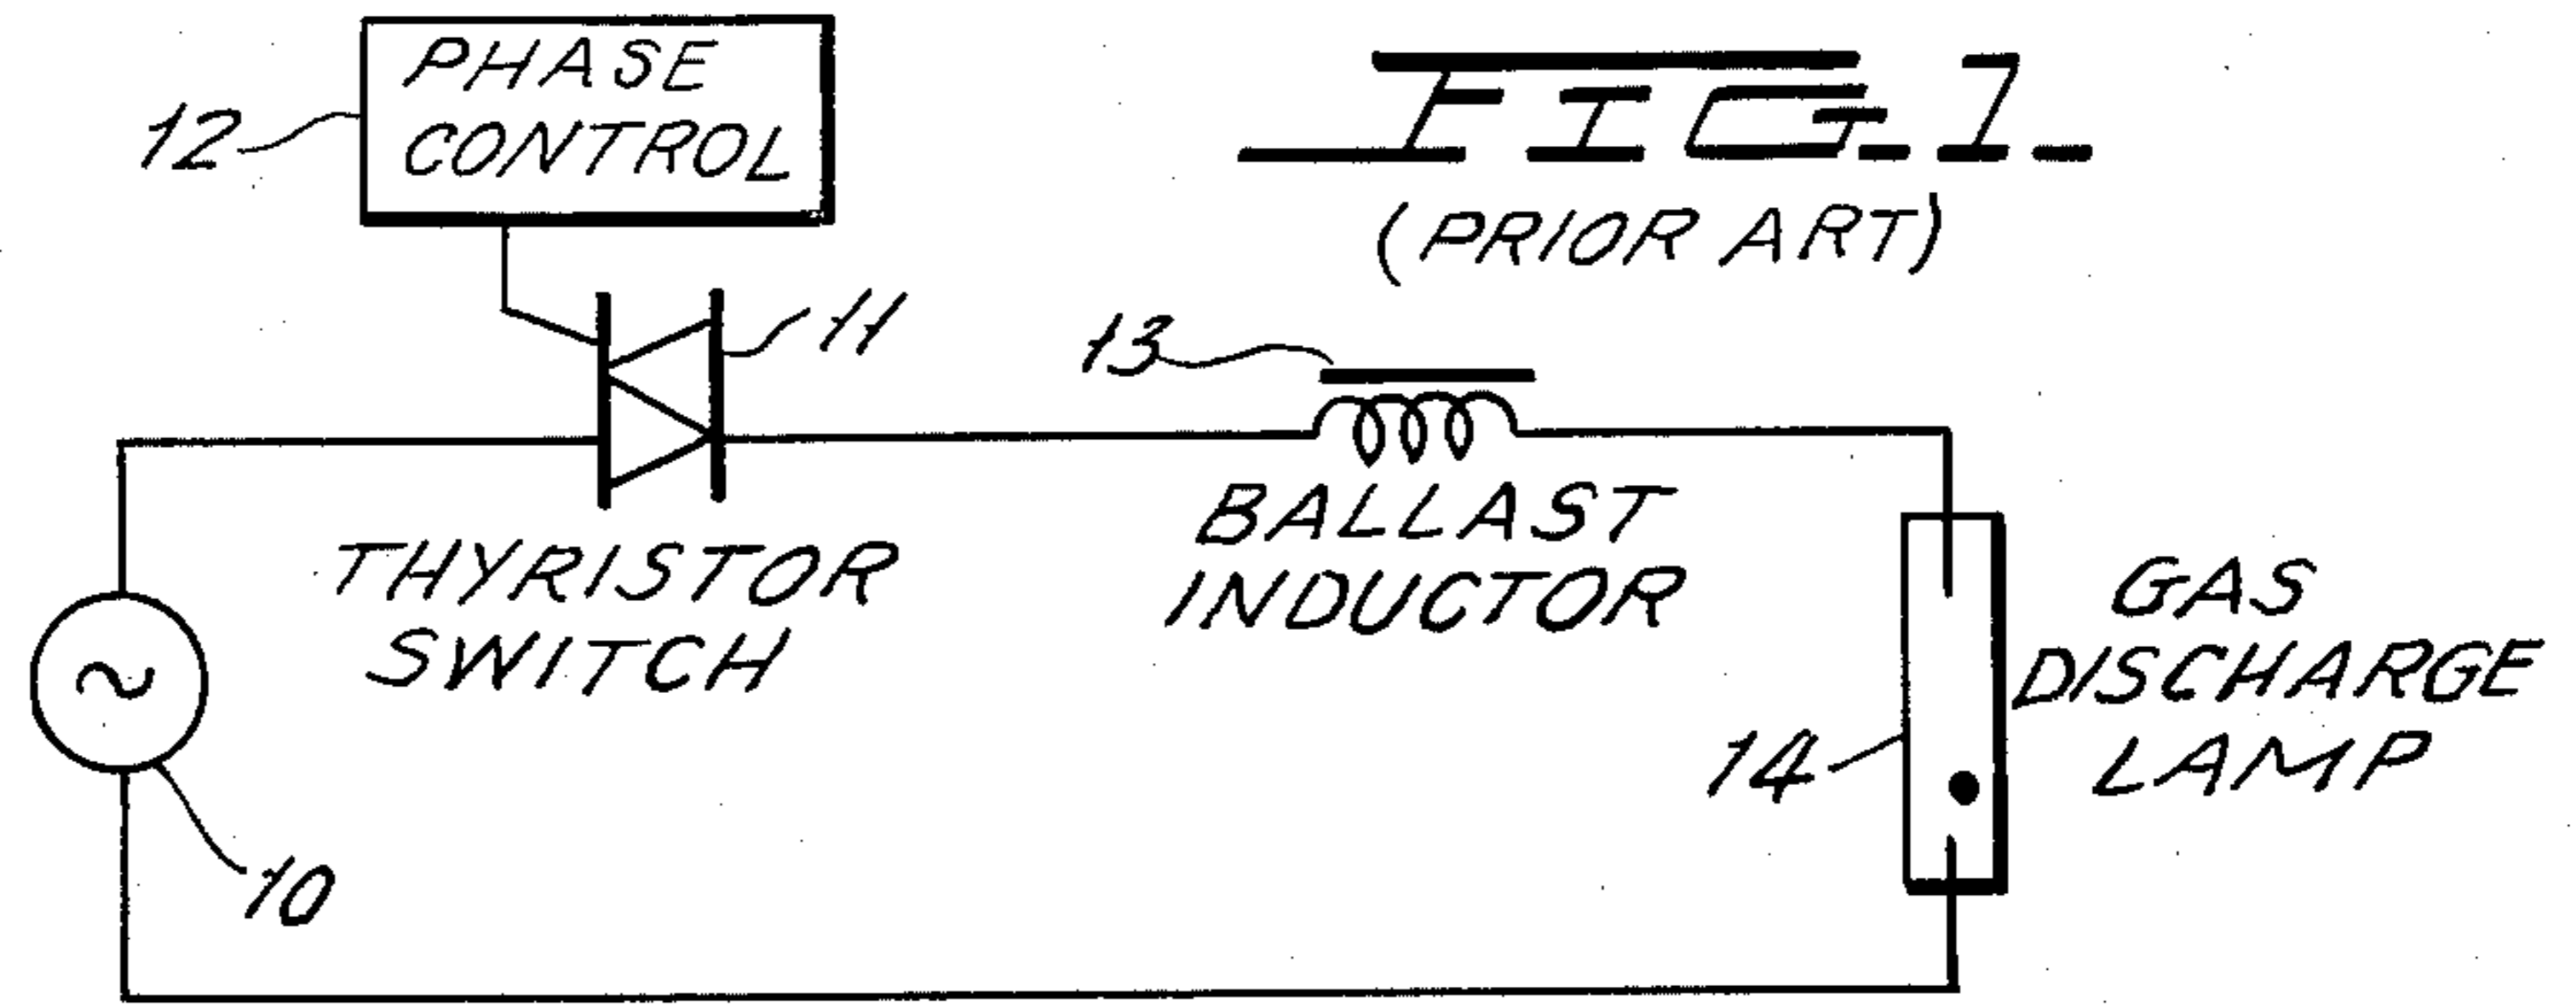 PHASE
CONTROL
12
FIG. 1
(PRIOR ART)
11
13
THYRISTOR
SWITCH
BALLAST
INDUCTOR
GAS
DISCHARGE
LAMP
14
10